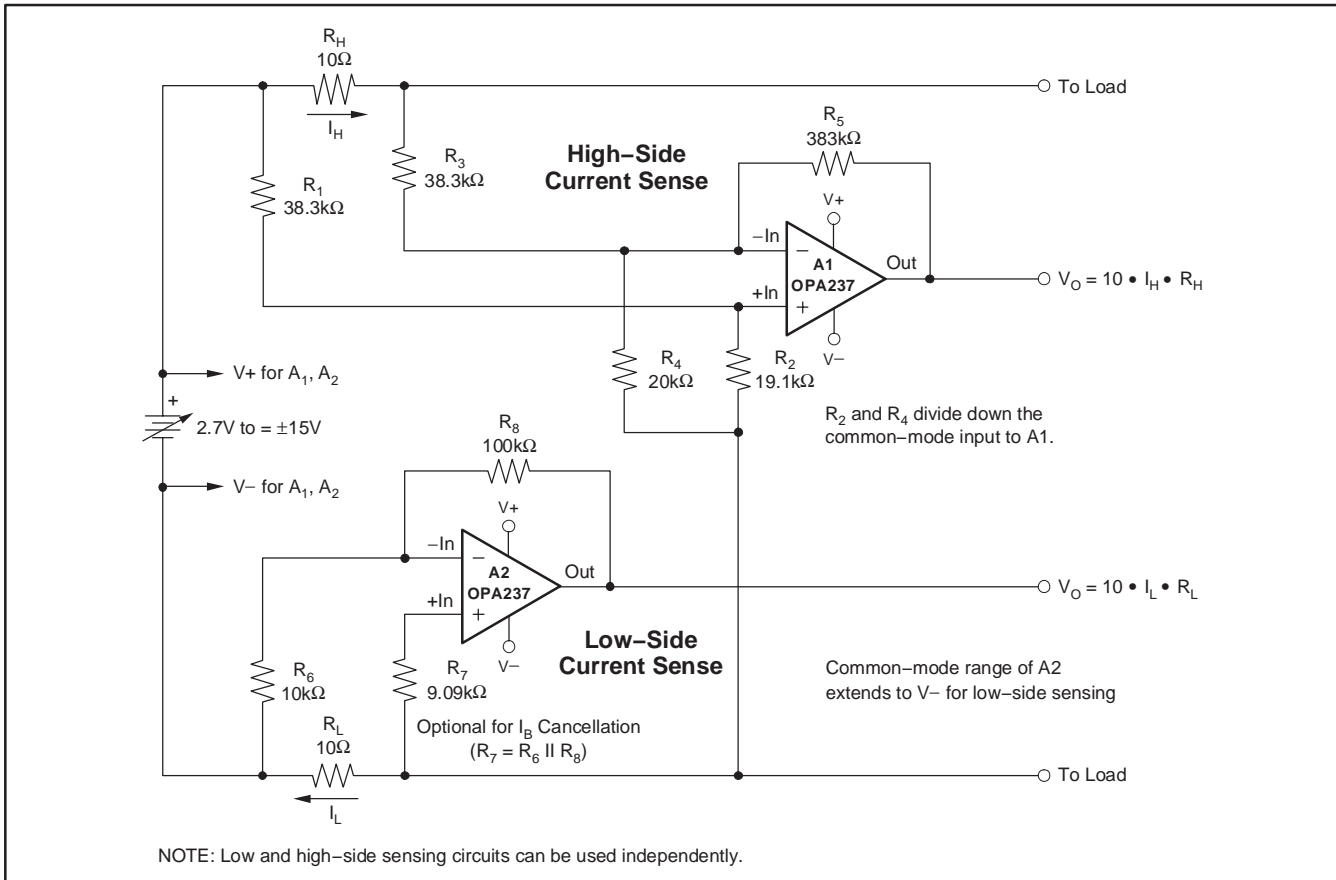 R_H
10Ω
I_H
To Load
R_5
383kΩ
High–Side
Current Sense
R_3
38.3kΩ
R_1
38.3kΩ
V+
–In
–
A1
OPA237
Out
+In
+
V–
V_O = 10 • I_H • R_H
R_4
20kΩ
R_2
19.1kΩ
V+ for A_1, A_2
+
2.7V to = ±15V
R_2 and R_4 divide down the
common–mode input to A1.
R_8
100kΩ
V– for A_1, A_2
V+
–In
–
A2
OPA237
Out
+In
+
V–
V_O = 10 • I_L • R_L
Low–Side
Current Sense
R_6
10kΩ
R_7
9.09kΩ
Common–mode range of A2
extends to V– for low–side sensing
Optional for I_B Cancellation
(R_7 = R_6 II R_8)
R_L
10Ω
I_L
To Load
NOTE: Low and high–side sensing circuits can be used independently.